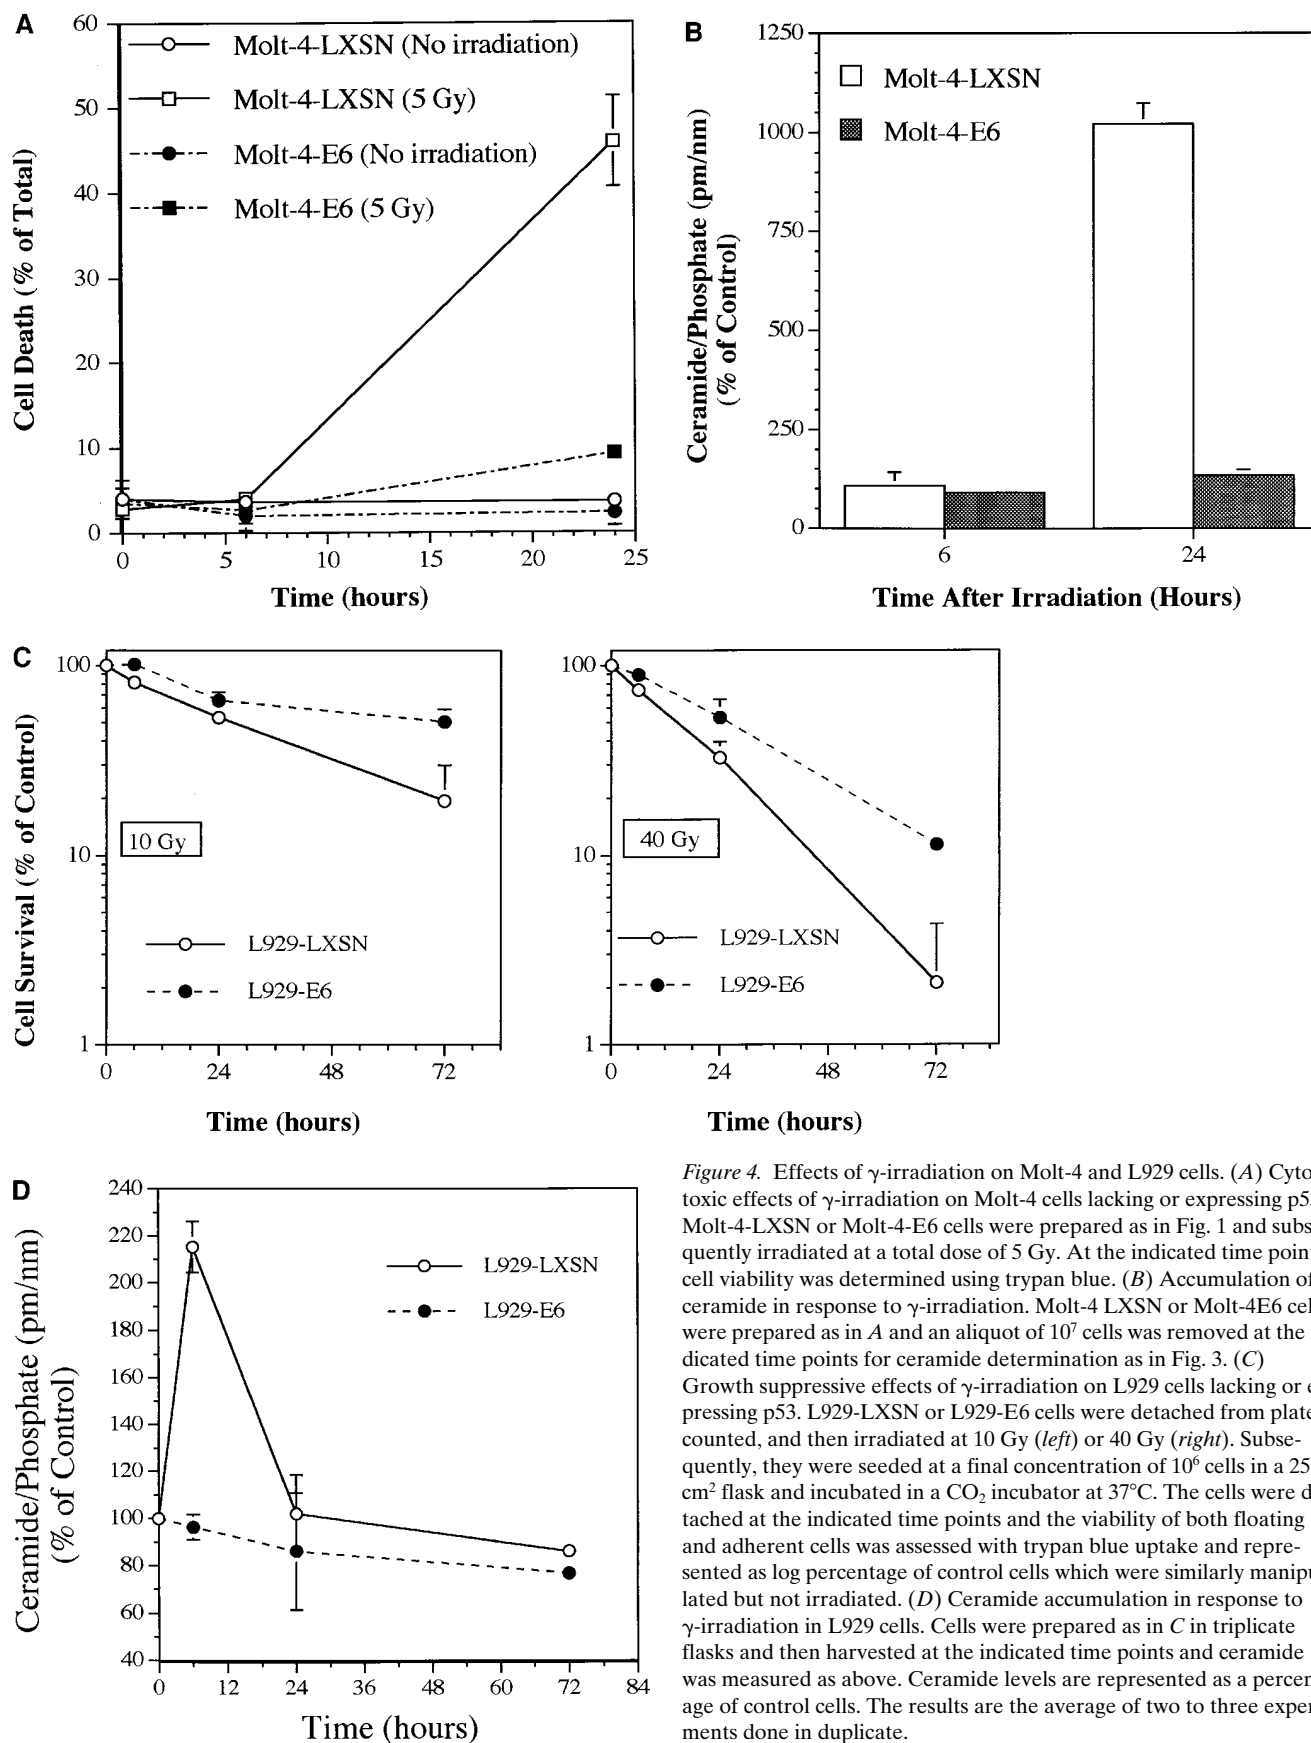 A
60
50
40
30
20
10
0
Cell Death (% of Total)
Molt-4-LXSN (No irradiation)
Molt-4-LXSN (5 Gy)
Molt-4-E6 (No irradiation)
Molt-4-E6 (5 Gy)
0 5 10 15 20 25
Time (hours)
B
1250
1000
750
500
250
0
Ceramide/Phosphate (pm/nm)
(% of Control)
Molt-4-LXSN
Molt-4-E6
6 24
Time After Irradiation (Hours)
C
Cell Survival (% of Control)
100
10
1
10 Gy
L929-LXSN
L929-E6
0 24 48 72
Time (hours)
100
10
1
40 Gy
L929-LXSN
L929-E6
0 24 48 72
Time (hours)
D
Ceramide/Phosphate (pm/nm)
(% of Control)
240
220
200
180
160
140
120
100
80
60
40
L929-LXSN
L929-E6
0 12 24 36 48 60 72 84
Time (hours)
Figure 4. Effects of γ-irradiation on Molt-4 and L929 cells. (A) Cyto
toxic effects of γ-irradiation on Molt-4 cells lacking or expressing p5
Molt-4-LXSN or Molt-4-E6 cells were prepared as in Fig. 1 and subs
quently irradiated at a total dose of 5 Gy. At the indicated time point
cell viability was determined using trypan blue. (B) Accumulation of
ceramide in response to γ-irradiation. Molt-4 LXSN or Molt-4E6 cel
were prepared as in A and an aliquot of 10⁷ cells was removed at the
dicated time points for ceramide determination as in Fig. 3. (C)
Growth suppressive effects of γ-irradiation on L929 cells lacking or e
pressing p53. L929-LXSN or L929-E6 cells were detached from plate
counted, and then irradiated at 10 Gy (left) or 40 Gy (right). Subse-
quently, they were seeded at a final concentration of 10⁶ cells in a 25
cm² flask and incubated in a CO₂ incubator at 37°C. The cells were d
tached at the indicated time points and the viability of both floating
and adherent cells was assessed with trypan blue uptake and repre-
sented as log percentage of control cells which were similarly manipu
lated but not irradiated. (D) Ceramide accumulation in response to
γ-irradiation in L929 cells. Cells were prepared as in C in triplicate
flasks and then harvested at the indicated time points and ceramide
was measured as above. Ceramide levels are represented as a percen
age of control cells. The results are the average of two to three exper
ments done in duplicate.